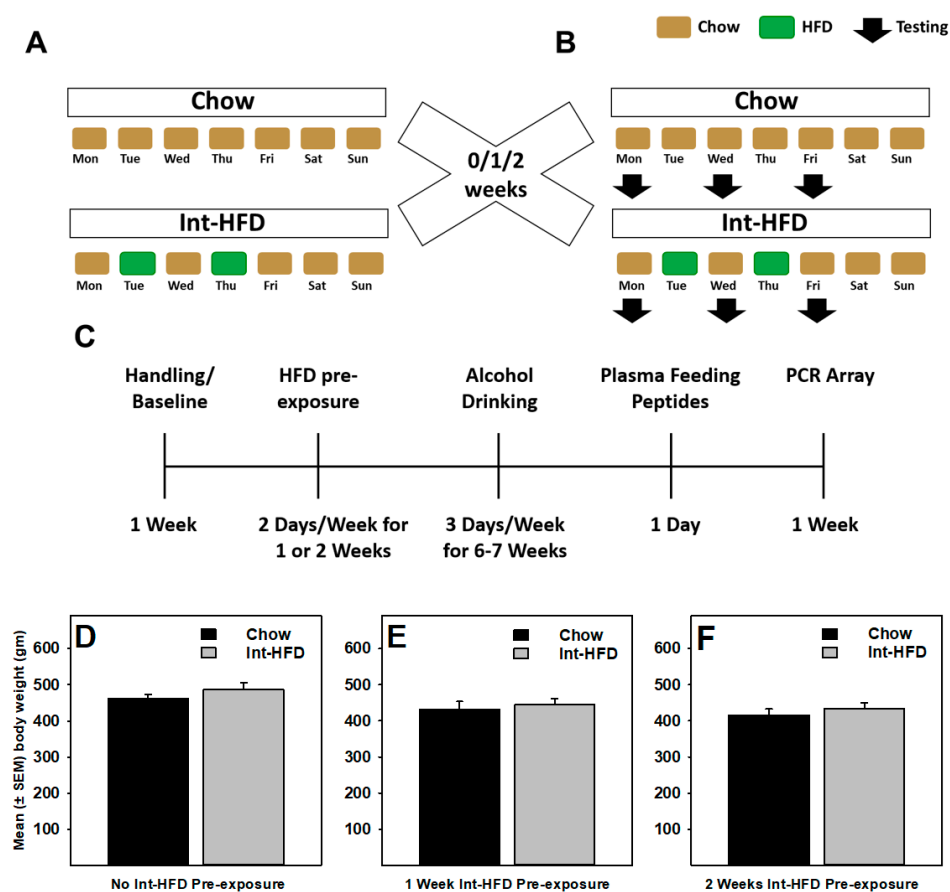 A
B
Chow
HFD
Testing
Chow
Mon Tue Wed Thu Fri Sat Sun
Int-HFD
Mon Tue Wed Thu Fri Sat Sun
0/1/2
weeks
Chow
Mon Tue Wed Thu Fri Sat Sun
Int-HFD
Mon Tue Wed Thu Fri Sat Sun
C
Handling/
Baseline
HFD pre-
exposure
Alcohol
Drinking
Plasma Feeding
Peptides
PCR Array
1 Week
2 Days/Week for
1 or 2 Weeks
3 Days/Week
for 6-7 Weeks
1 Day
1 Week
Mean (± SEM) body weight (gm)
D
Chow
Int-HFD
600
500
400
300
200
100
No Int-HFD Pre-exposure
E
Chow
Int-HFD
600
500
400
300
200
100
1 Week Int-HFD Pre-exposure
F
Chow
Int-HFD
600
500
400
300
200
100
2 Weeks Int-HFD Pre-exposure